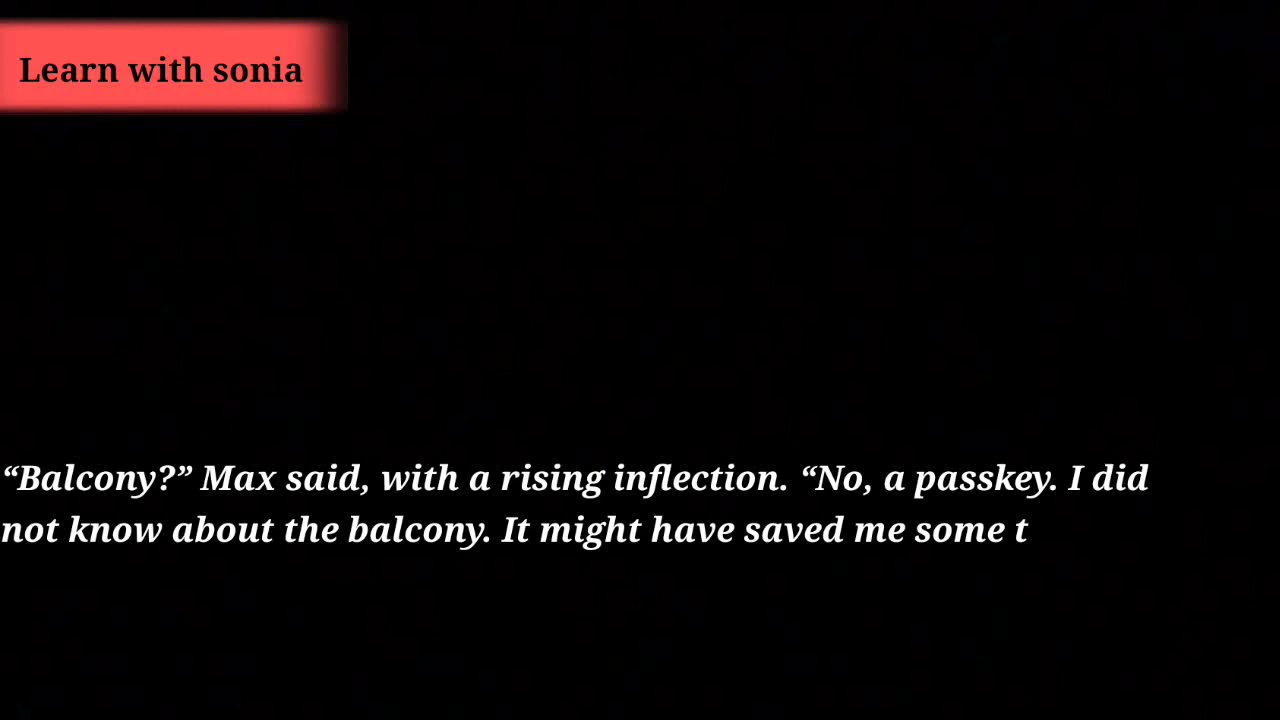 Learn with sonia
“Balcony?” Max said, with a rising inflection. “No, a passkey. I did
not know about the balcony. It might have saved me some t